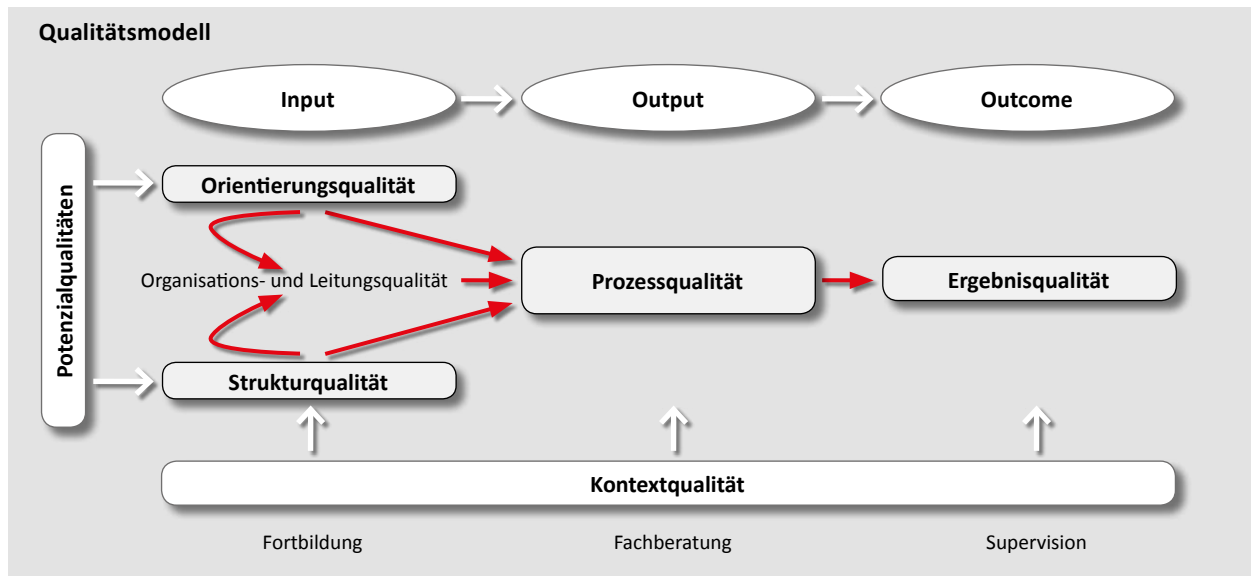 Qualitätsmodell
Input
Output
Outcome
Potenzialqualitäten
Orientierungsqualität
Organisations- und Leitungsqualität
Prozessqualität
Ergebnisqualität
Strukturqualität
Kontextqualität
Fortbildung
Fachberatung
Supervision